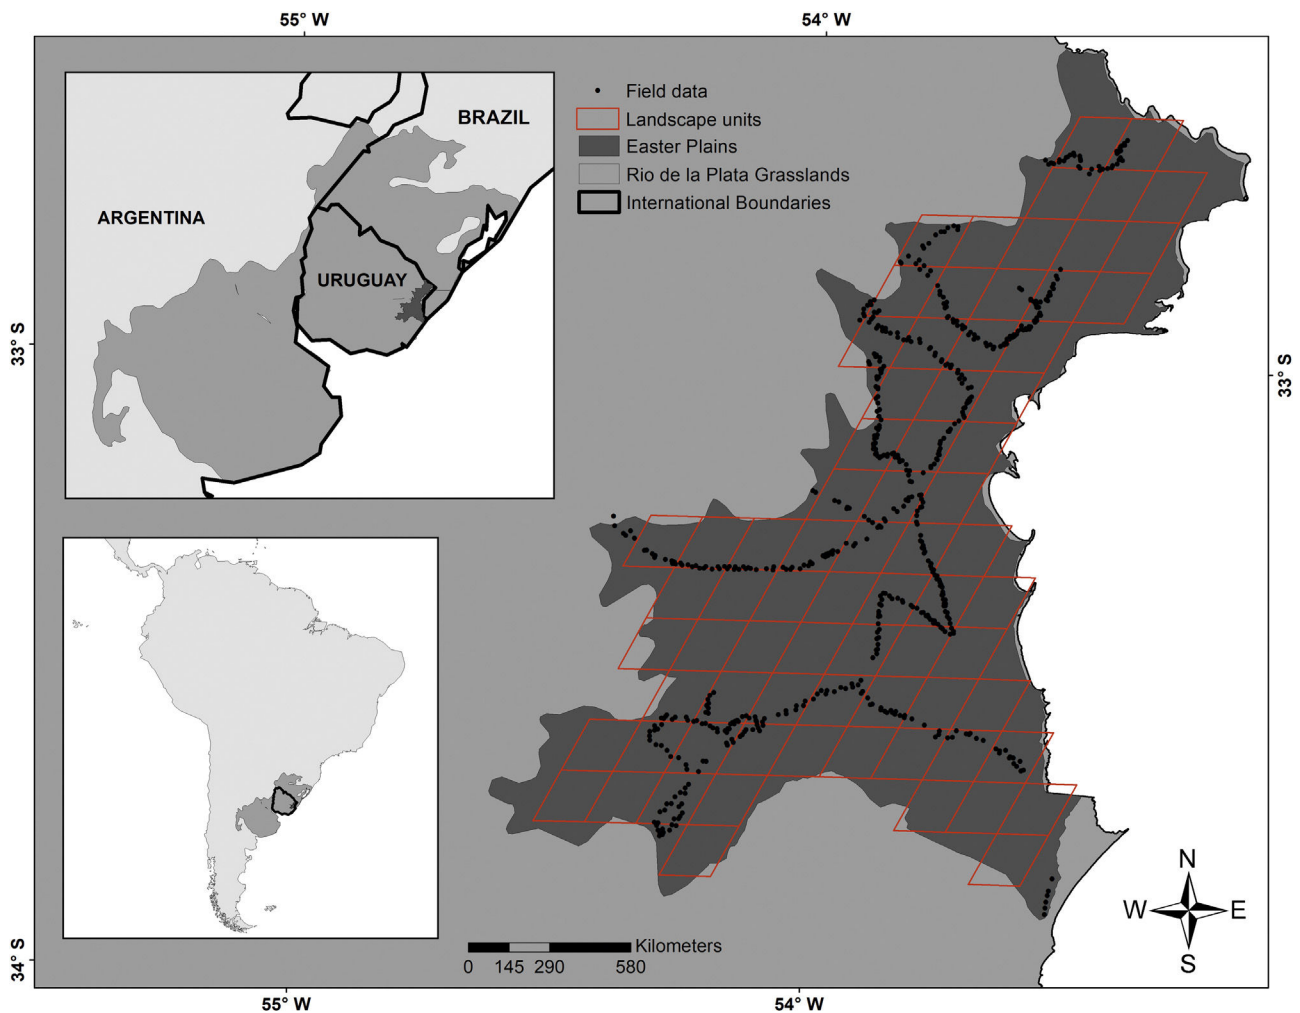 55° W
54° W
BRAZIL
ARGENTINA
URUGUAY
Field data
Landscape units
Easter Plains
Rio de la Plata Grasslands
International Boundaries
33° S
33° S
N
W
E
S
Kilometers
0 145 290 580
34° S
55° W
54° W